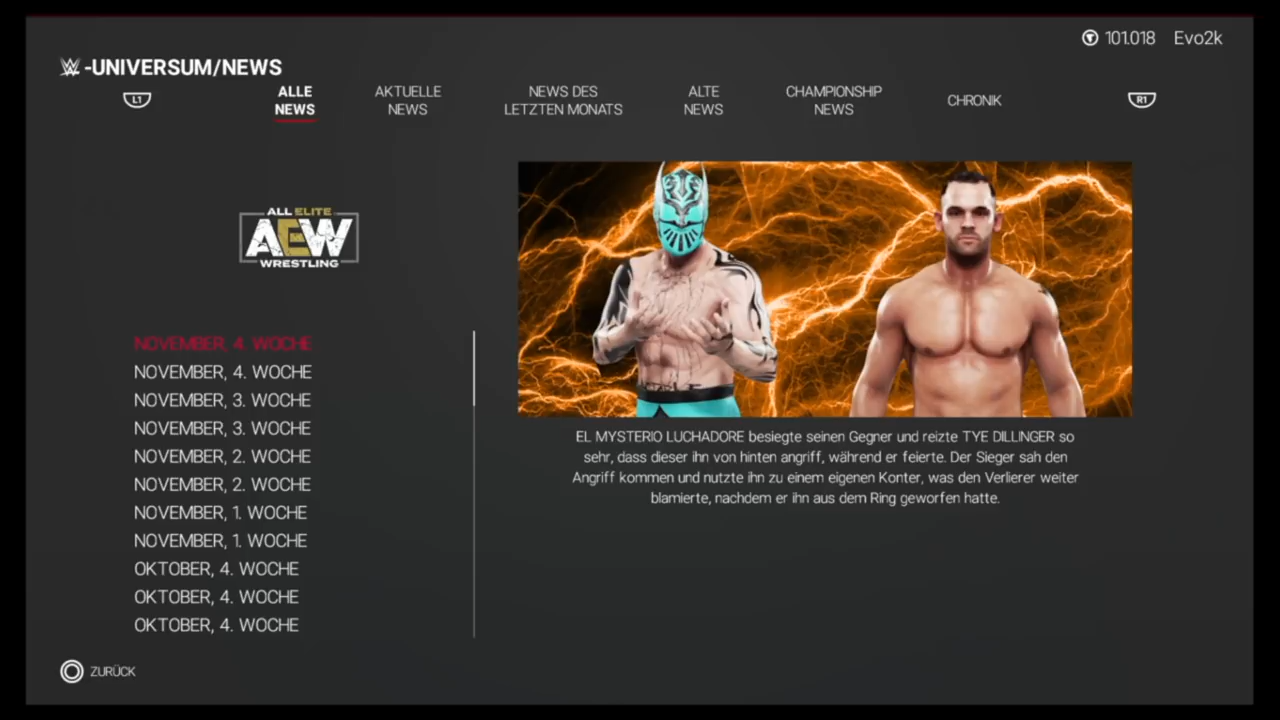 101.018 Evo2k
W-UNIVERSUM/NEWS
L1
ALLE
NEWS
AKTUELLE
NEWS
NEWS DES
LETZTEN MONATS
ALTE
NEWS
CHAMPIONSHIP
NEWS
CHRONIK
R1
ALL ELITE
AEW
WRESTLING
NOVEMBER, 4. WOCHE
NOVEMBER, 4. WOCHE
NOVEMBER, 3. WOCHE
NOVEMBER, 3. WOCHE
NOVEMBER, 2. WOCHE
NOVEMBER, 2. WOCHE
NOVEMBER, 1. WOCHE
NOVEMBER, 1. WOCHE
OKTOBER, 4. WOCHE
OKTOBER, 4. WOCHE
OKTOBER, 4. WOCHE
EL MYSTERIO LUCHADORE besiegte seinen Gegner und reizte TYE DILLINGER so
sehr, dass dieser ihn von hinten angriff, während er feierte. Der Sieger sah den
Angriff kommen und nutzte ihn zu einem eigenen Konter, was den Verlierer weiter
blamierte, nachdem er ihn aus dem Ring geworfen hatte.
ZURÜCK